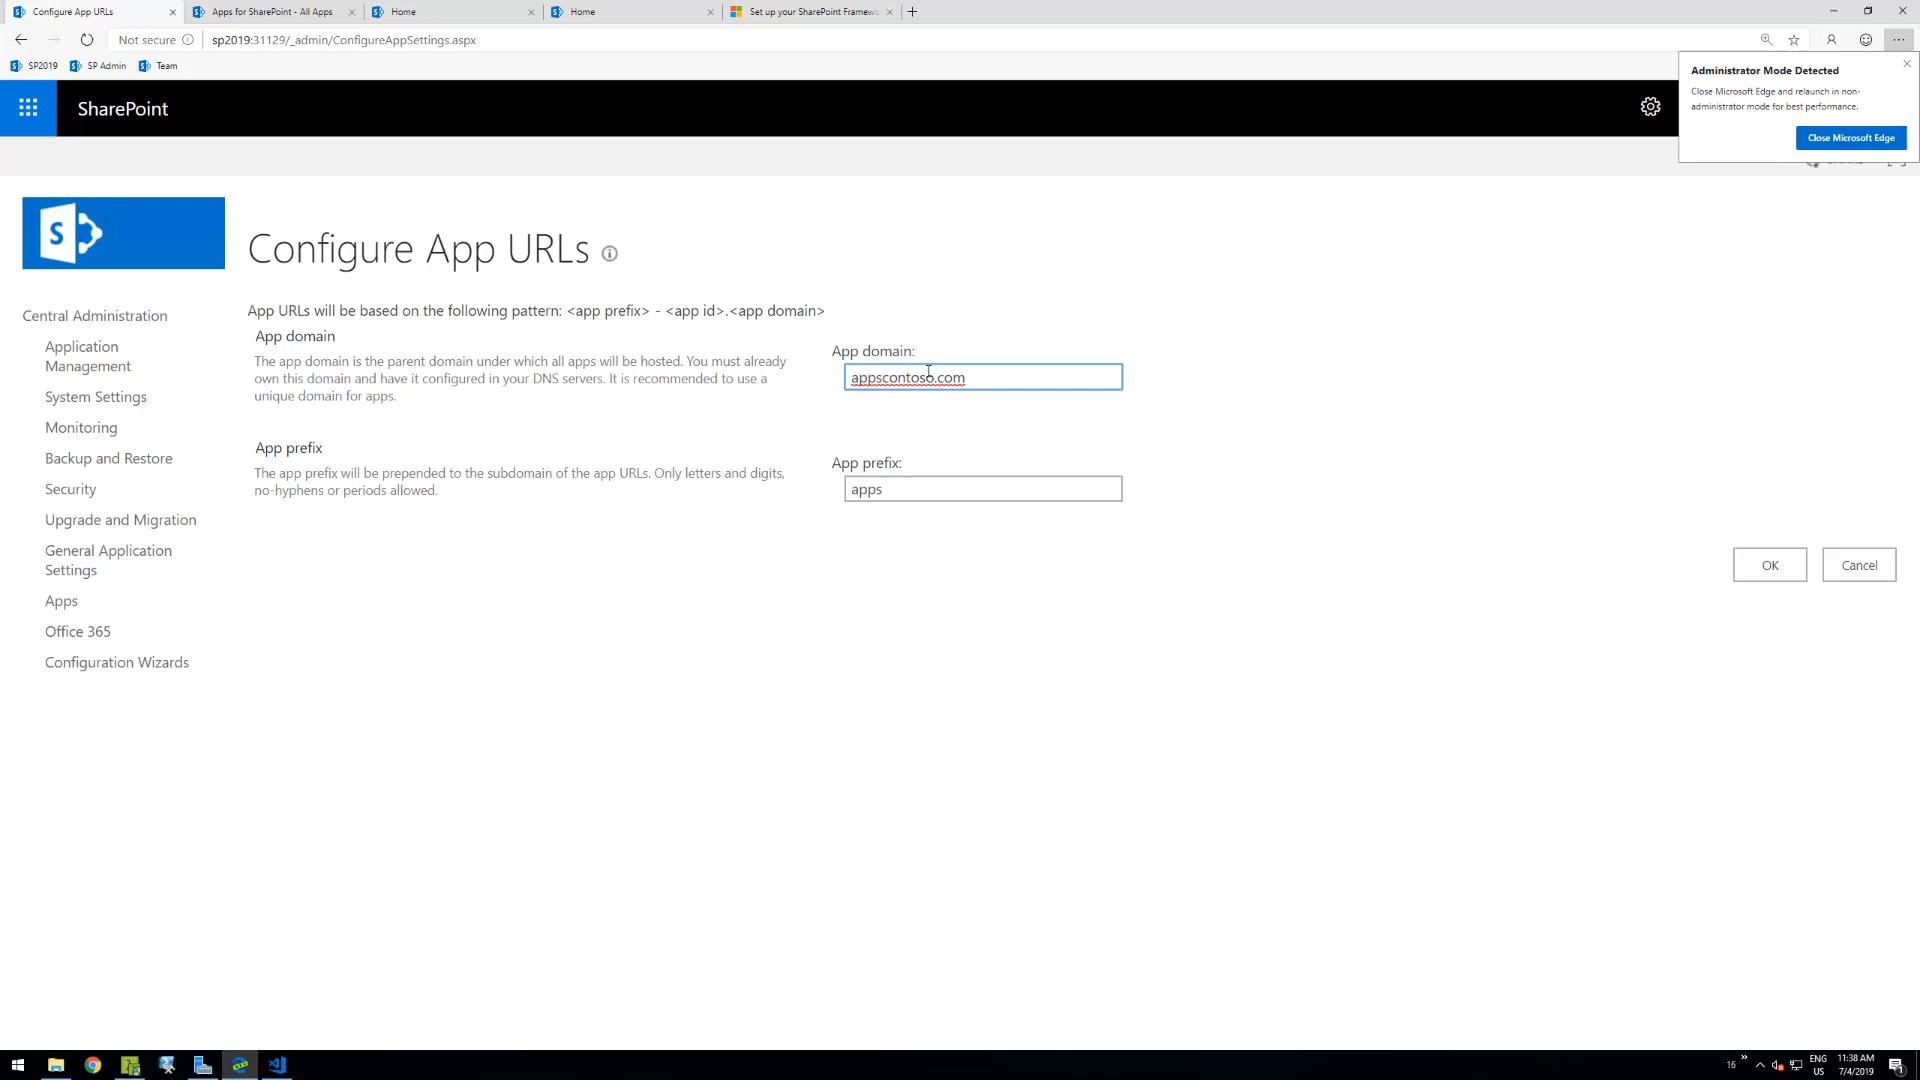 Configure App URLs
Apps for SharePoint - All Apps
Home
Home
Set up your SharePoint Framewo
Not secure
sp2019:31129/_admin/ConfigureAppSettings.aspx
SP2019
SP Admin
Team
Administrator Mode Detected
Close Microsoft Edge and relaunch in non-
administrator mode for best performance.
Close Microsoft Edge
SharePoint
S
Configure App URLs
Central Administration
Application
Management
System Settings
Monitoring
Backup and Restore
Security
Upgrade and Migration
General Application
Settings
Apps
Office 365
Configuration Wizards
App URLs will be based on the following pattern: <app prefix> - <app id>.<app domain>
App domain
The app domain is the parent domain under which all apps will be hosted. You must already
own this domain and have it configured in your DNS servers. It is recommended to use a
unique domain for apps.
App domain:
appscontoso.com
App prefix
The app prefix will be prepended to the subdomain of the app URLs. Only letters and digits,
no-hyphens or periods allowed.
App prefix:
apps
OK
Cancel
16
ENG
US
11:38 AM
7/4/2019